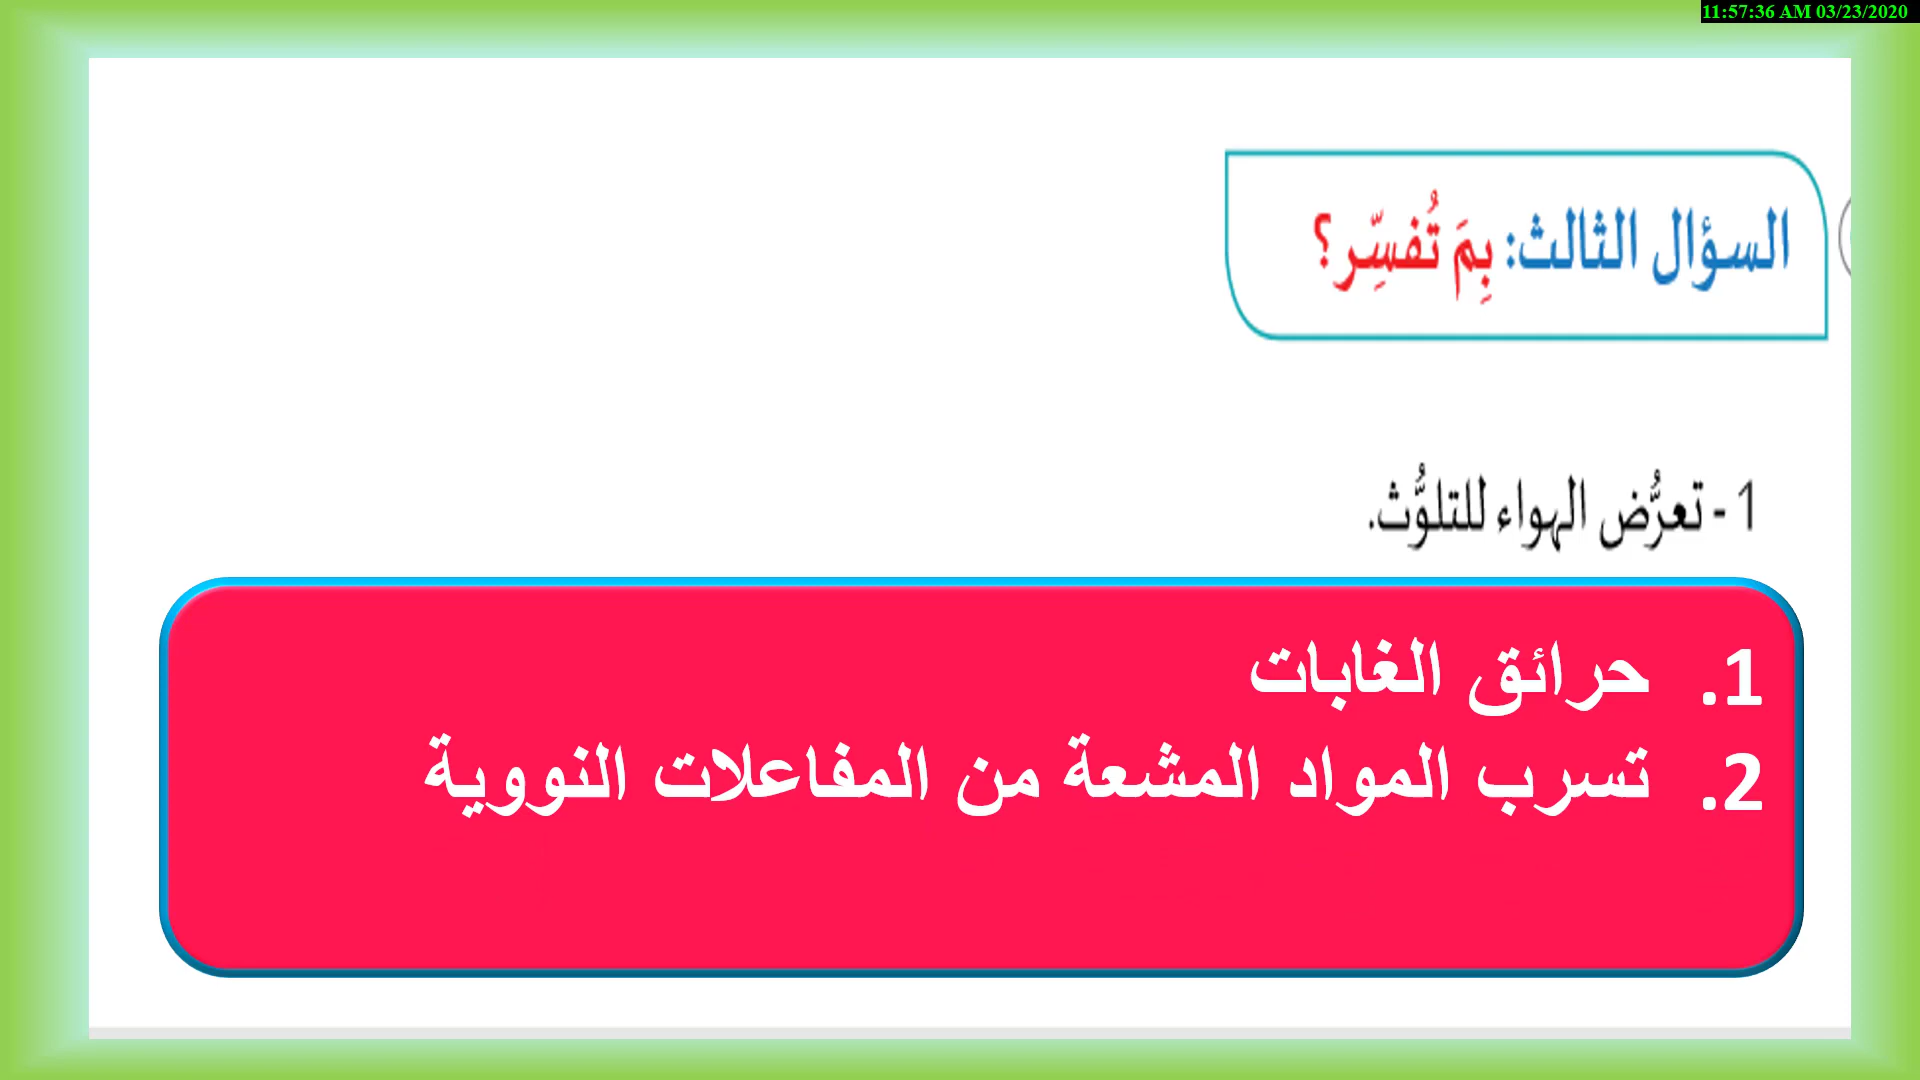 11:57:36 AM 03/23/2020
السؤال الثالث: بِمَ تُفسِّر؟
1 - تعرُّض الهواء للتلوُّث.
1. حرائق الغابات
2. تسرب المواد المشعة من المفاعلات النووية